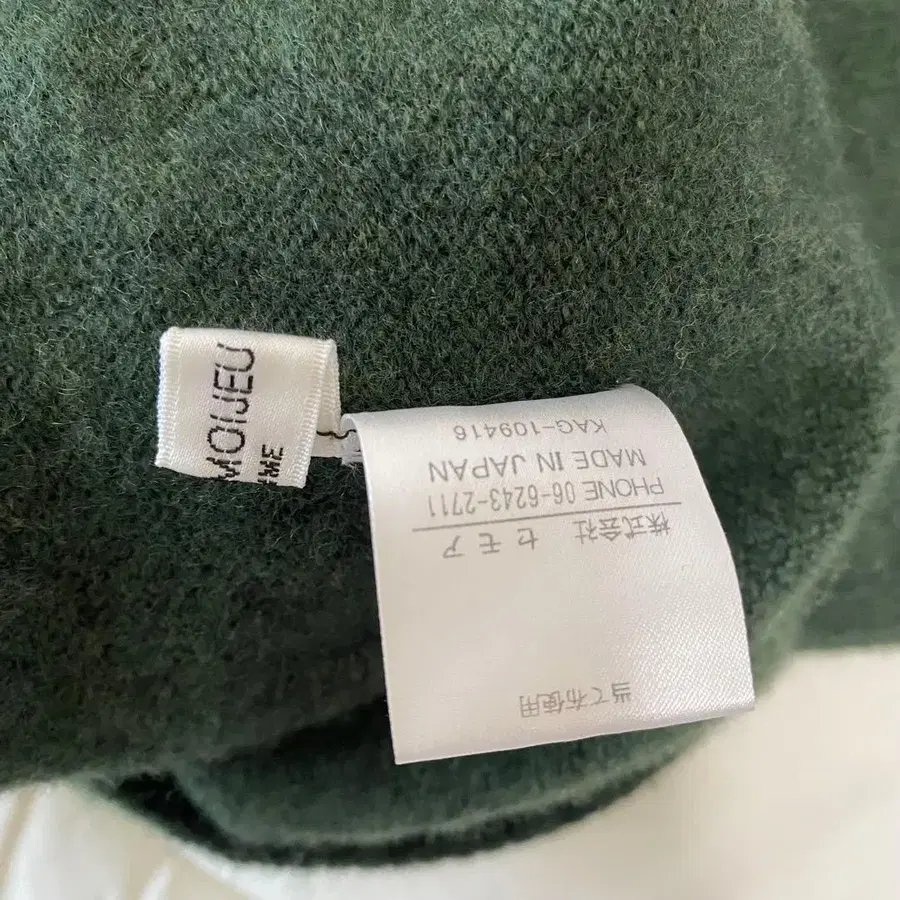 MOIJEU
当て布使用
株式会社 セモア
PHONE 06-6243-2711
MADE IN JAPAN
KAG-109416